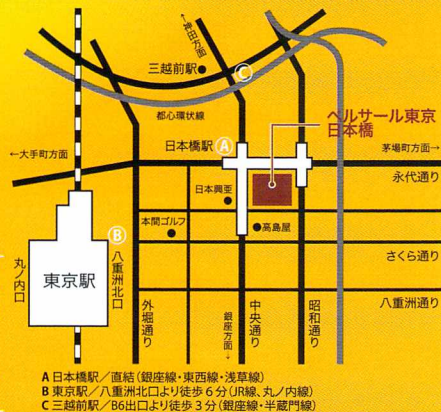 ←神田方面
三越前駅
C
都心環状線
ベルサール東京
日本橋
日本橋駅
A
←大手町方面
茅場町方面→
永代通り
日本興亜
本間ゴルフ
高島屋
B
さくら通り
丸ノ内口
東京駅
八重洲北口
外堀通り
銀座方面→
中央通り
昭和通り
八重洲通り
A 日本橋駅／直結(銀座線・東西線・浅草線)
B 東京駅／八重洲北口より徒歩6分(JR線、丸ノ内線)
C 三越前駅／B6出口より徒歩3分(銀座線・半蔵門線)